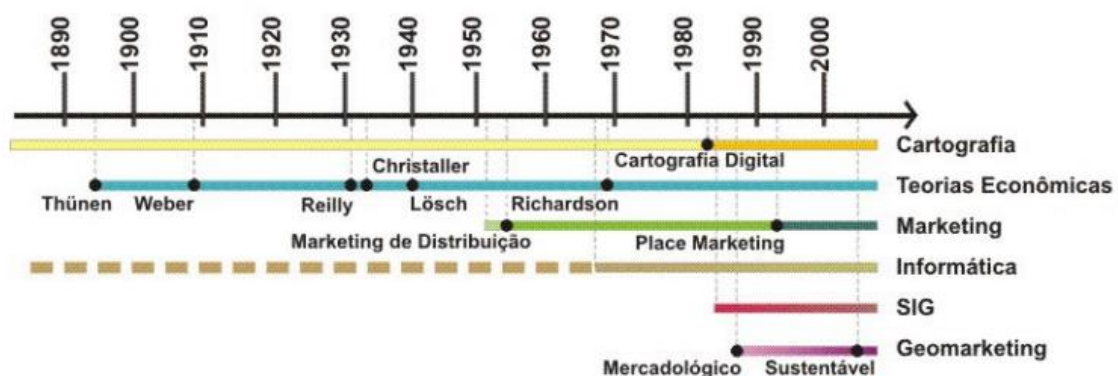 1890
1900
1910
1920
1930
1940
1950
1960
1970
1980
1990
2000
Cartografia
Cartografia Digital
Christaller
Teorias Econômicas
Thünen
Weber
Reilly
Lösch
Richardson
Marketing
Marketing de Distribuição
Place Marketing
Informática
SIG
Geomarketing
Mercadológico
Sustentável